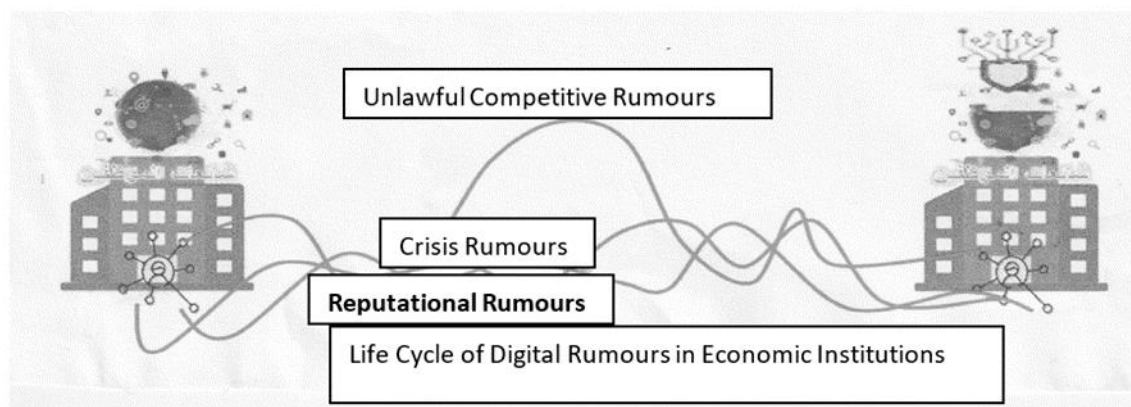 Unlawful Competitive Rumours
Crisis Rumours
Reputational Rumours
Life Cycle of Digital Rumours in Economic Institutions